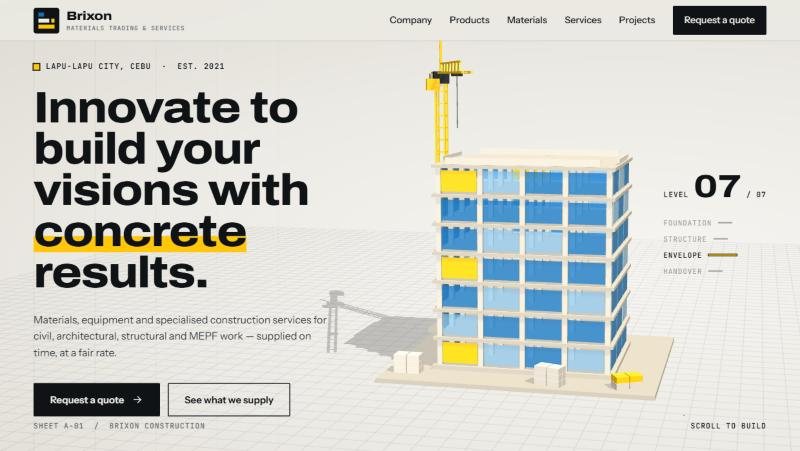 Brixon
MATERIALS TRADING & SERVICES
Company
Products
Materials
Services
Projects
Request a quote
LAPU-LAPU CITY, CEBU · EST. 2021
Innovate to
build your
visions with
concrete
results.
Materials, equipment and specialised construction services for
civil, architectural, structural and MEPF work — supplied on
time, at a fair rate.
Request a quote →
See what we supply
SHEET A-01 / BRIXON CONSTRUCTION
LEVEL 07 / 07
FOUNDATION
STRUCTURE
ENVELOPE
HANDOVER
SCROLL TO BUILD